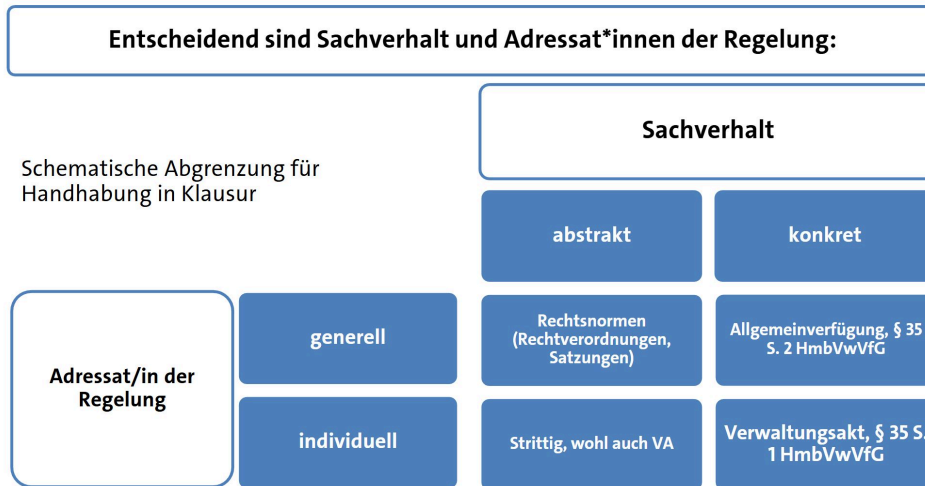 Entscheidend sind Sachverhalt und Adressat*innen der Regelung:
Sachverhalt
Schematische Abgrenzung für
Handhabung in Klausur
abstrakt
konkret
generell
Rechtsnormen
(Rechtverordnungen,
Satzungen)
Allgemeinverfügung, § 35
S. 2 HmbVwVfG
Adressat/in der
Regelung
individuell
Strittig, wohl auch VA
Verwaltungsakt, § 35 S.
1 HmbVwVfG